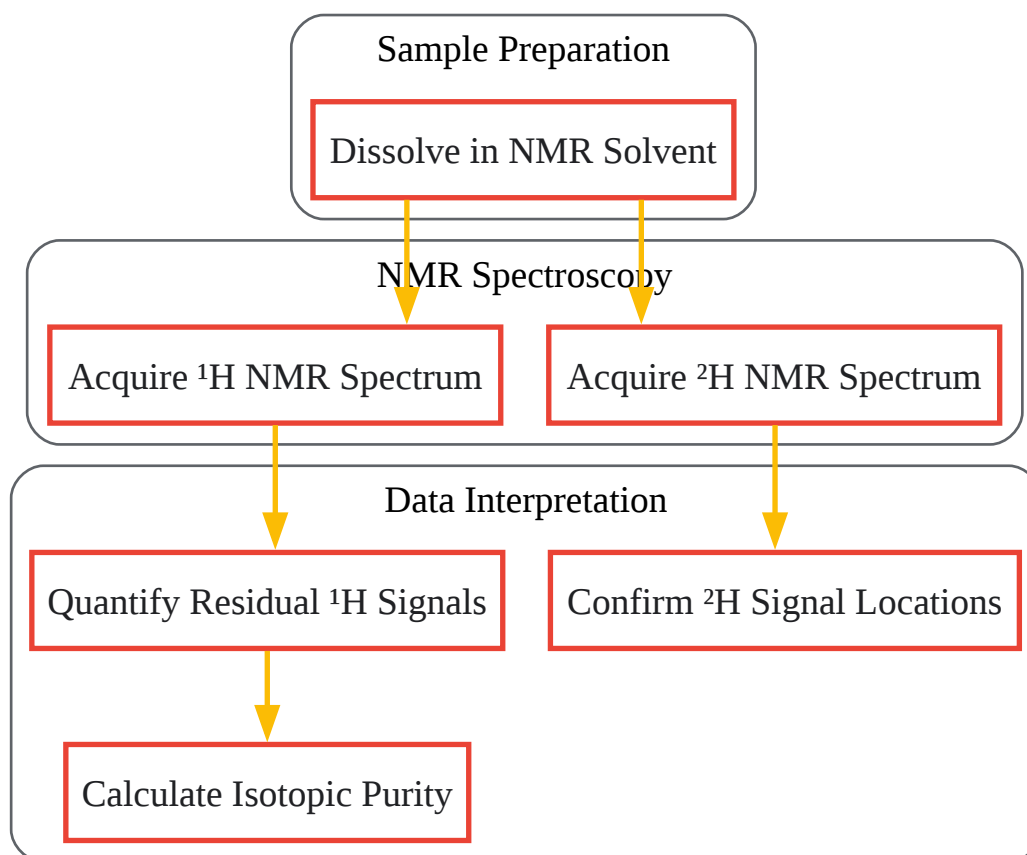 Sample Preparation
Dissolve in NMR Solvent
NMR Spectroscopy
Acquire ¹H NMR Spectrum
Acquire ²H NMR Spectrum
Data Interpretation
Quantify Residual ¹H Signals
Confirm ²H Signal Locations
Calculate Isotopic Purity